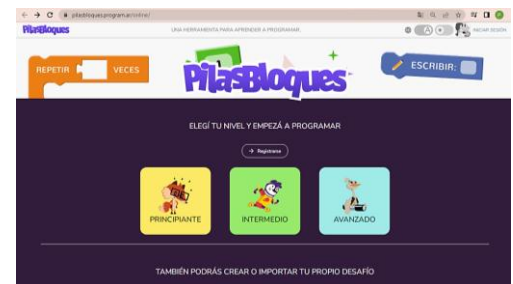 pilasbloques.program.ar/online/
PilasBloques
UNA HERRAMIENTA PARA APRENDER A PROGRAMAR.
A
INICIAR SESIÓN
REPETIR VECES
PilasBloques
ESCRIBIR:
ELEGÍ TU NIVEL Y EMPEZÁ A PROGRAMAR
Registrarse
PRINCIPIANTE
INTERMEDIO
AVANZADO
TAMBIÉN PODRÁS CREAR O IMPORTAR TU PROPIO DESAFÍO